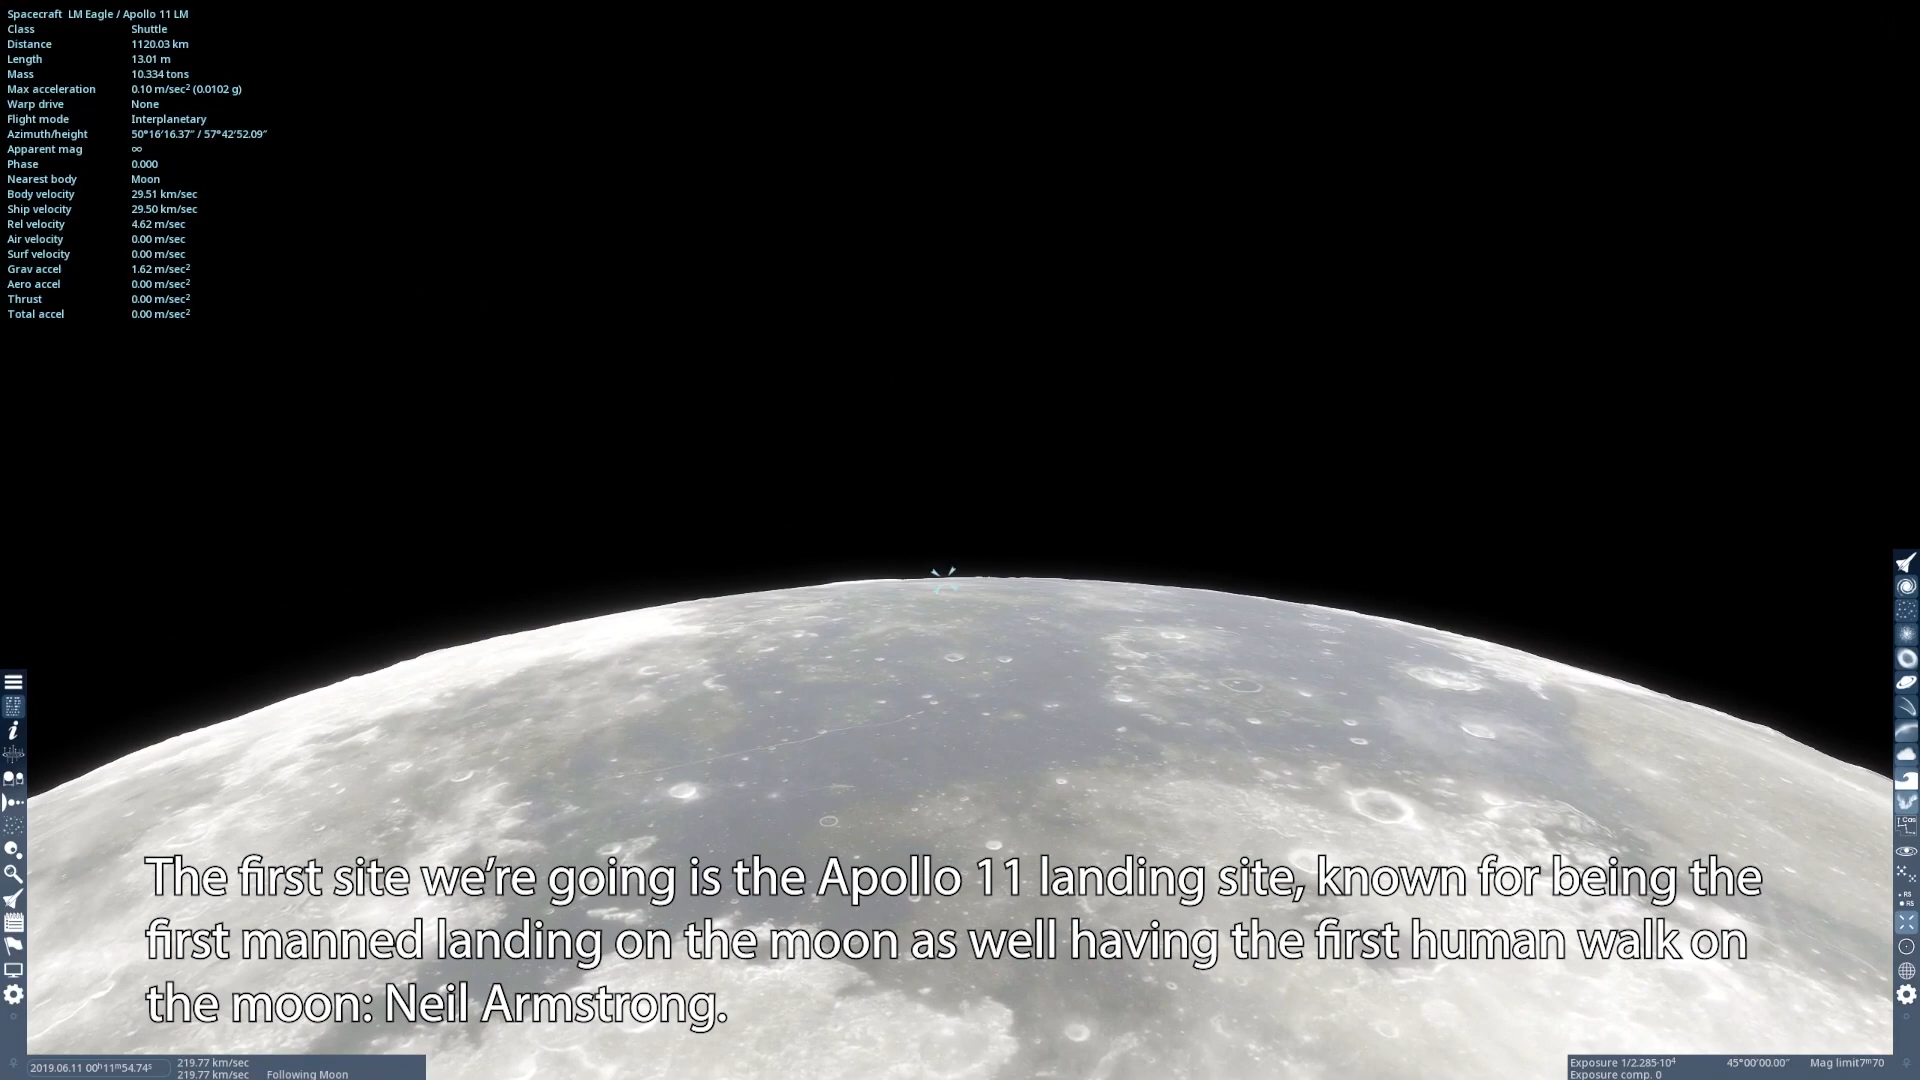 Spacecraft LM Eagle / Apollo 11 LM
Class Shuttle
Distance 1120.03 km
Length 13.01 m
Mass 10.334 tons
Max acceleration 0.10 m/sec² (0.0102 g)
Warp drive None
Flight mode Interplanetary
Azimuth/height 50°16′16.37″ / 57°42′52.09″
Apparent mag ∞
Phase 0.000
Nearest body Moon
Body velocity 29.51 km/sec
Ship velocity 29.50 km/sec
Rel velocity 4.62 m/sec
Air velocity 0.00 m/sec
Surf velocity 0.00 m/sec
Grav accel 1.62 m/sec²
Aero accel 0.00 m/sec²
Thrust 0.00 m/sec²
Total accel 0.00 m/sec²
Cas
RS
RS
The first site we’re going is the Apollo 11 landing site, known for being the
first manned landing on the moon as well having the first human walk on
the moon: Neil Armstrong.
2019.06.11 00ʰ11ᵐ54.74ˢ
219.77 km/sec
219.77 km/sec Following Moon
Exposure 1/2.285·10⁴ 45°00′00.00″ Mag limit 7ᵐ70
Exposure comp. 0